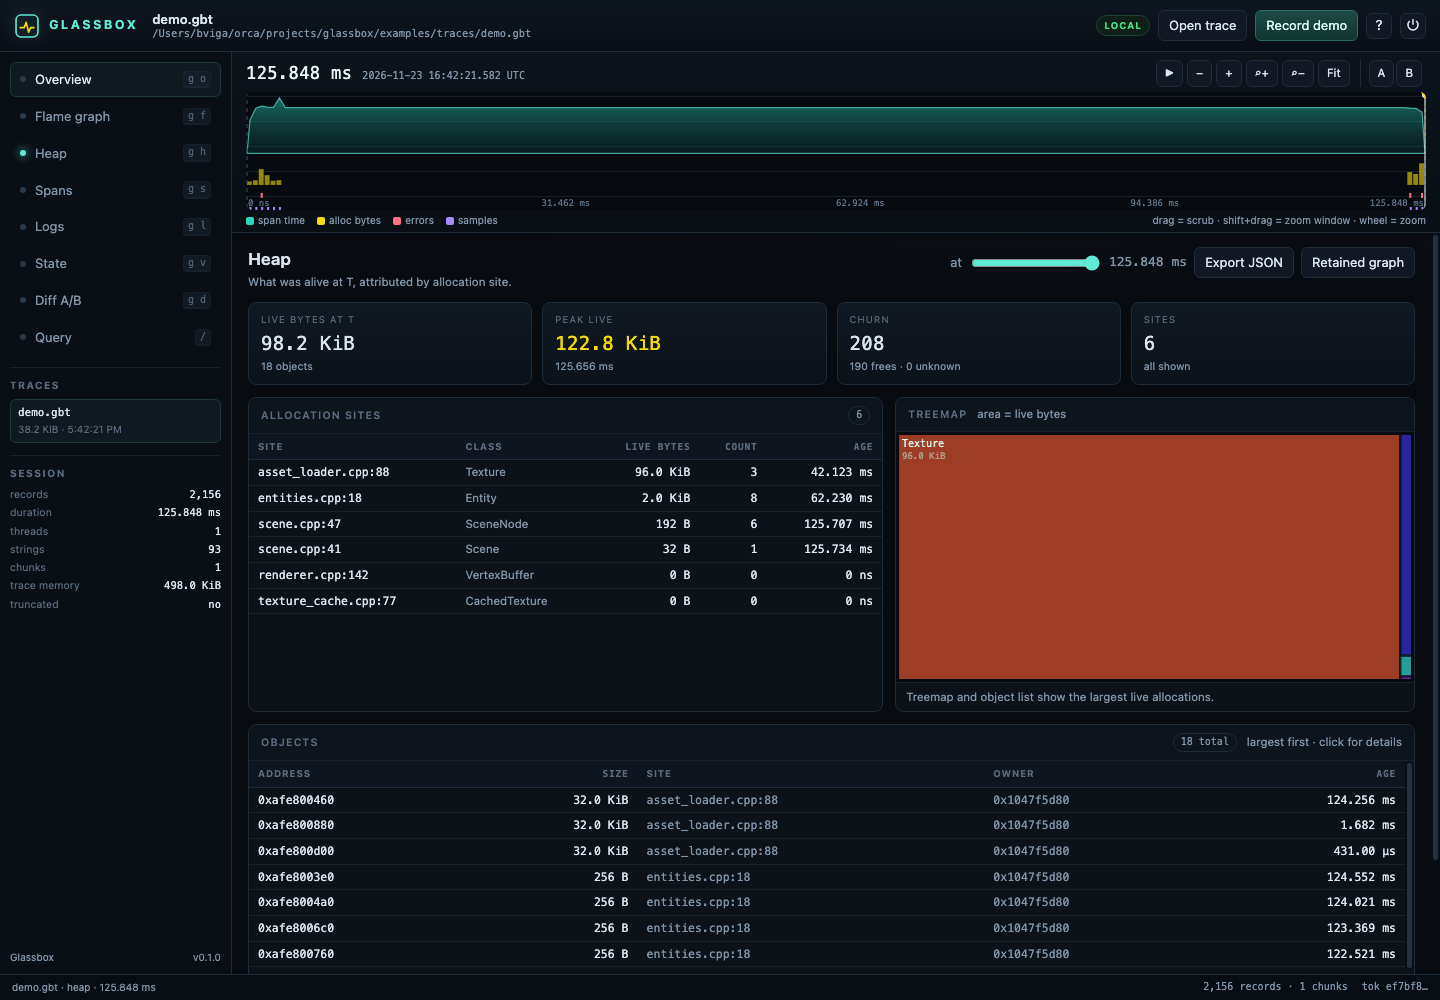 GLASSBOX
demo.gbt
/Users/bviga/orca/projects/glassbox/examples/traces/demo.gbt
LOCAL
Open trace
Record demo
?
Overview g o
Flame graph g f
Heap g h
Spans g s
Logs g l
State g v
Diff A/B g d
Query /
TRACES
demo.gbt
38.2 KiB · 5:42:21 PM
SESSION
records 2,156
duration 125.848 ms
threads 1
strings 93
chunks 1
trace memory 498.0 KiB
truncated no
Glassbox v0.1.0
125.848 ms 2026-11-23 16:42:21.582 UTC
− + ⌕+ ⌕− Fit A B
0 ns 31.462 ms 62.924 ms 94.386 ms 125.848 ms
span time alloc bytes errors samples
drag = scrub · shift+drag = zoom window · wheel = zoom
Heap
What was alive at T, attributed by allocation site.
at 125.848 ms Export JSON Retained graph
LIVE BYTES AT T
98.2 KiB
18 objects
PEAK LIVE
122.8 KiB
125.656 ms
CHURN
208
190 frees · 0 unknown
SITES
6
all shown
ALLOCATION SITES 6
SITE CLASS LIVE BYTES COUNT AGE
asset_loader.cpp:88 Texture 96.0 KiB 3 42.123 ms
entities.cpp:18 Entity 2.0 KiB 8 62.230 ms
scene.cpp:47 SceneNode 192 B 6 125.707 ms
scene.cpp:41 Scene 32 B 1 125.734 ms
renderer.cpp:142 VertexBuffer 0 B 0 0 ns
texture_cache.cpp:77 CachedTexture 0 B 0 0 ns
TREEMAP area = live bytes
Texture
96.0 KiB
Treemap and object list show the largest live allocations.
OBJECTS 18 total largest first · click for details
ADDRESS SIZE SITE OWNER AGE
0xafe800460 32.0 KiB asset_loader.cpp:88 0x1047f5d80 124.256 ms
0xafe800880 32.0 KiB asset_loader.cpp:88 0x1047f5d80 1.682 ms
0xafe800d00 32.0 KiB asset_loader.cpp:88 0x1047f5d80 431.00 µs
0xafe8003e0 256 B entities.cpp:18 0x1047f5d80 124.552 ms
0xafe8004a0 256 B entities.cpp:18 0x1047f5d80 124.021 ms
0xafe8006c0 256 B entities.cpp:18 0x1047f5d80 123.369 ms
0xafe800760 256 B entities.cpp:18 0x1047f5d80 122.521 ms
demo.gbt · heap · 125.848 ms
2,156 records · 1 chunks tok ef7bf8…